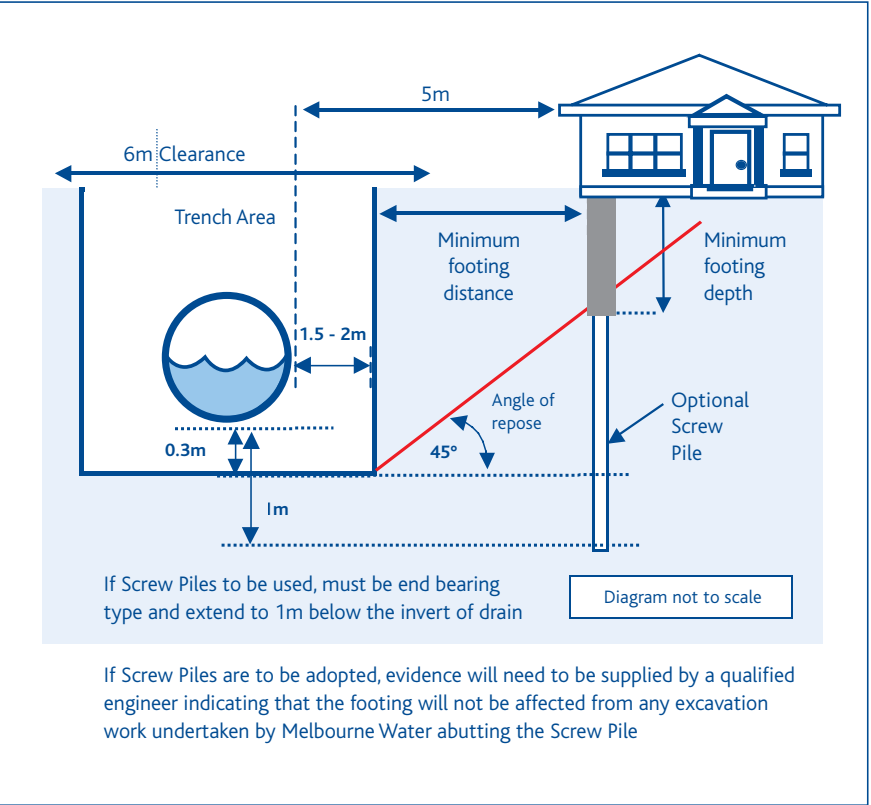 5m
6m Clearance
Trench Area
Minimum
footing
distance
Minimum
footing
depth
1.5 - 2m
Angle of
repose
Optional
Screw
Pile
0.3m
45°
1m
If Screw Piles to be used, must be end bearing
type and extend to 1m below the invert of drain
Diagram not to scale
If Screw Piles are to be adopted, evidence will need to be supplied by a qualified
engineer indicating that the footing will not be affected from any excavation
work undertaken by Melbourne Water abutting the Screw Pile